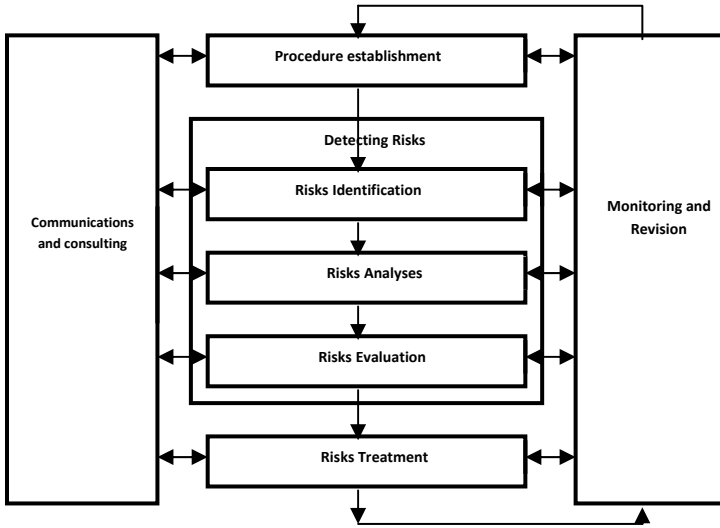 Procedure establishment
Detecting Risks
Risks Identification
Communications
and consulting
Monitoring and
Revision
Risks Analyses
Risks Evaluation
Risks Treatment